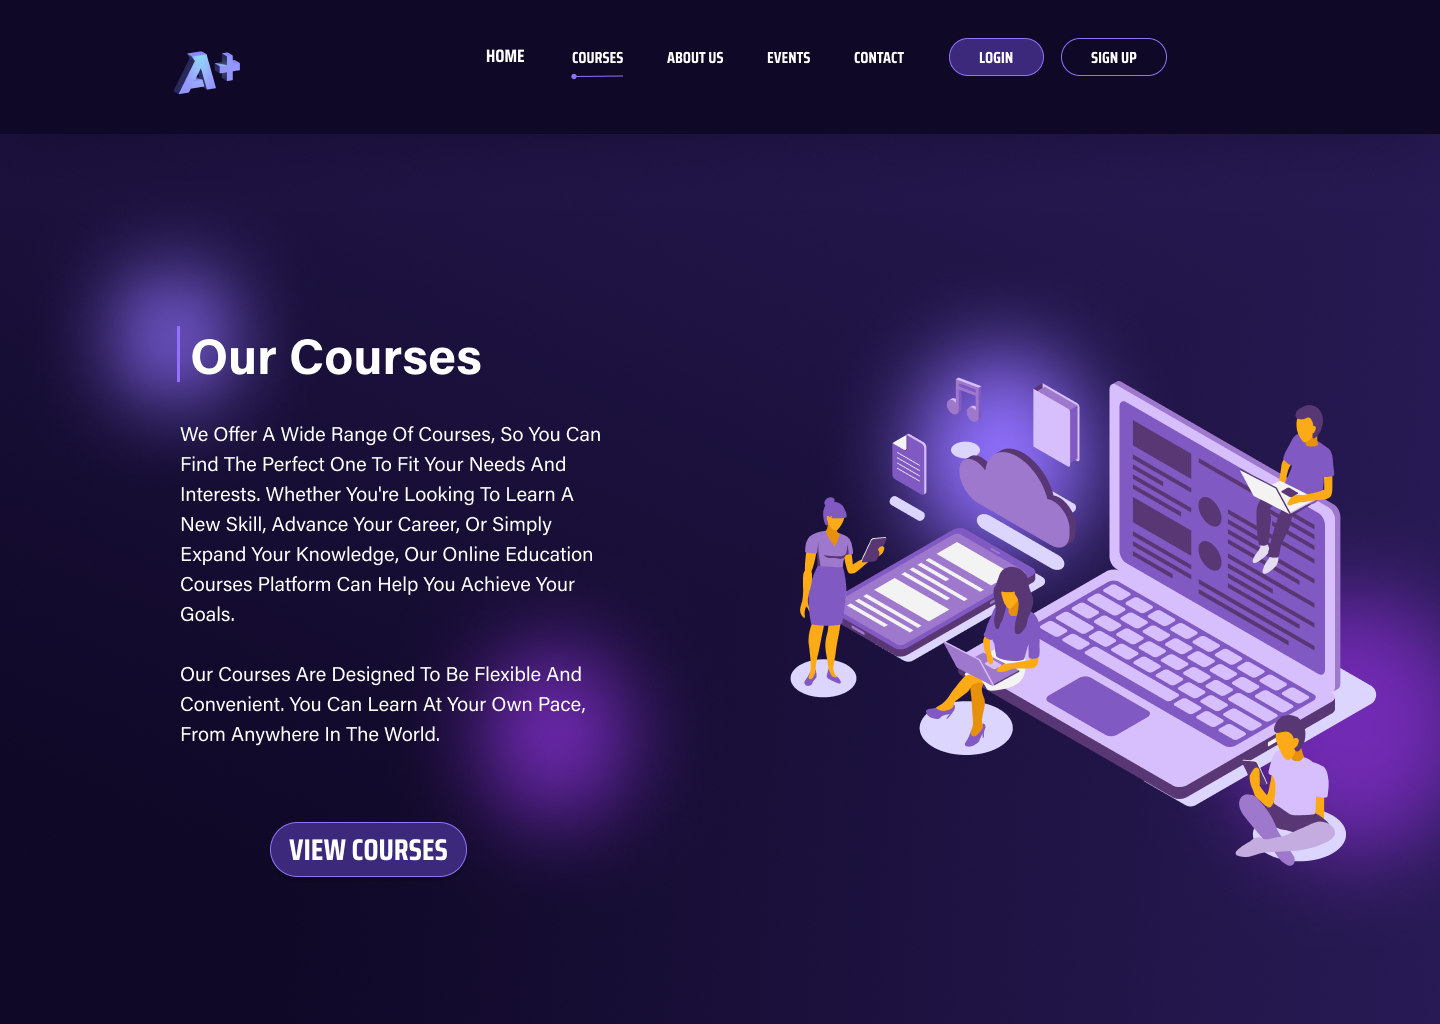 A+
HOME
COURSES
ABOUT US
EVENTS
CONTACT
LOGIN
SIGN UP
Our Courses
We Offer A Wide Range Of Courses, So You Can
Find The Perfect One To Fit Your Needs And
Interests. Whether You're Looking To Learn A
New Skill, Advance Your Career, Or Simply
Expand Your Knowledge, Our Online Education
Courses Platform Can Help You Achieve Your
Goals.
Our Courses Are Designed To Be Flexible And
Convenient. You Can Learn At Your Own Pace,
From Anywhere In The World.
VIEW COURSES